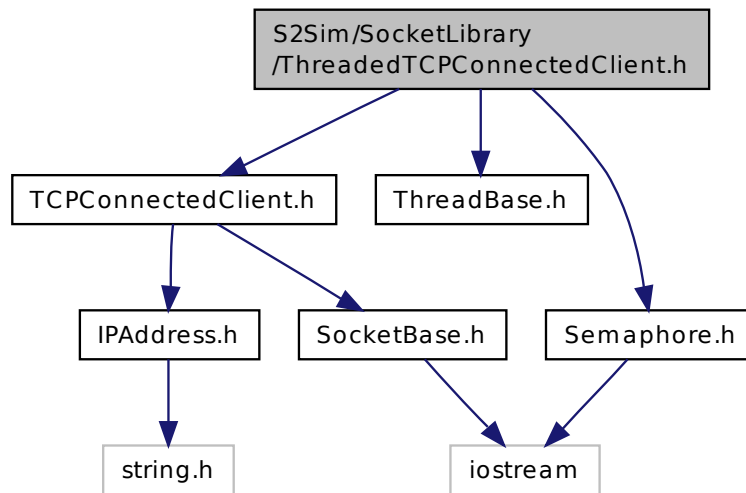 S2Sim/SocketLibrary
/ThreadedTCPConnectedClient.h
TCPConnectedClient.h
ThreadBase.h
IPAddress.h
SocketBase.h
Semaphore.h
string.h
iostream